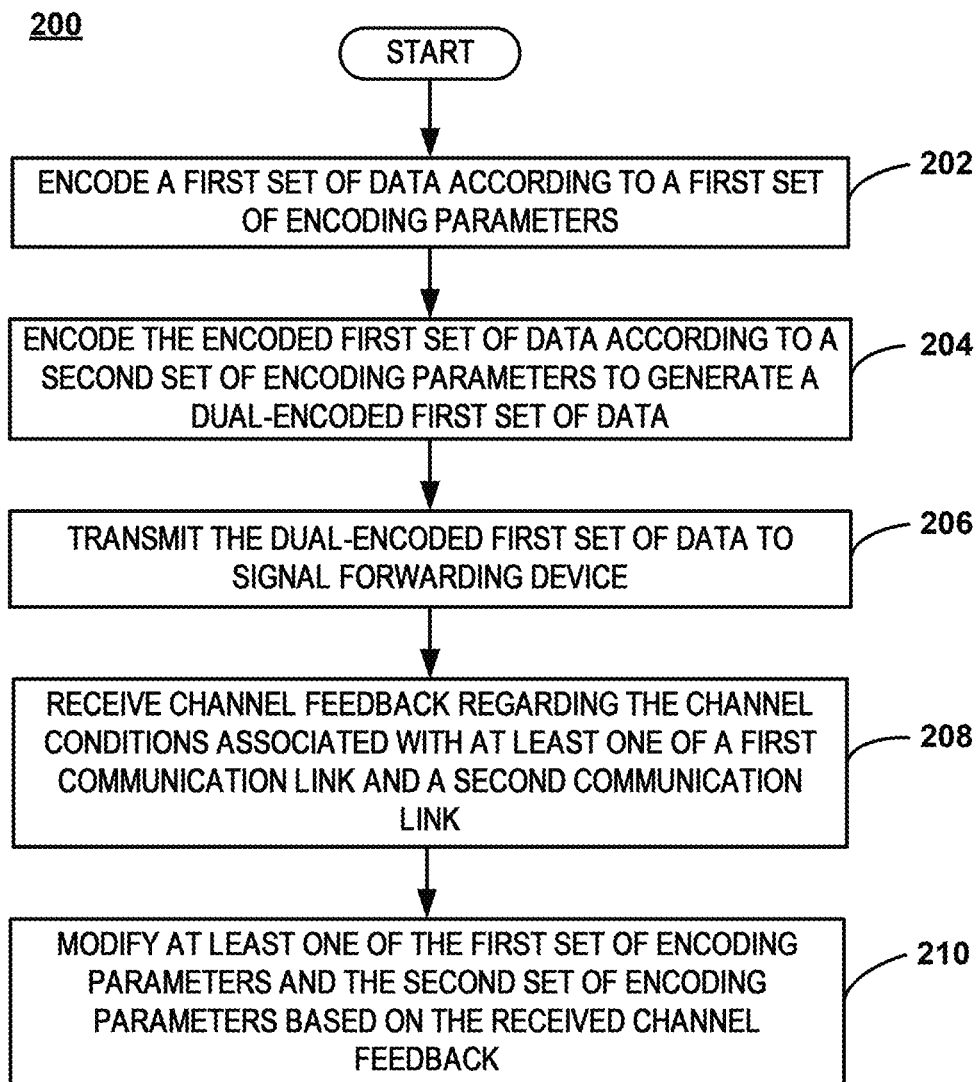 200
START
ENCODE A FIRST SET OF DATA ACCORDING TO A FIRST SET
OF ENCODING PARAMETERS
202
ENCODE THE ENCODED FIRST SET OF DATA ACCORDING TO A
SECOND SET OF ENCODING PARAMETERS TO GENERATE A
DUAL-ENCODED FIRST SET OF DATA
204
TRANSMIT THE DUAL-ENCODED FIRST SET OF DATA TO
SIGNAL FORWARDING DEVICE
206
RECEIVE CHANNEL FEEDBACK REGARDING THE CHANNEL
CONDITIONS ASSOCIATED WITH AT LEAST ONE OF A FIRST
COMMUNICATION LINK AND A SECOND COMMUNICATION
LINK
208
MODIFY AT LEAST ONE OF THE FIRST SET OF ENCODING
PARAMETERS AND THE SECOND SET OF ENCODING
PARAMETERS BASED ON THE RECEIVED CHANNEL
FEEDBACK
210